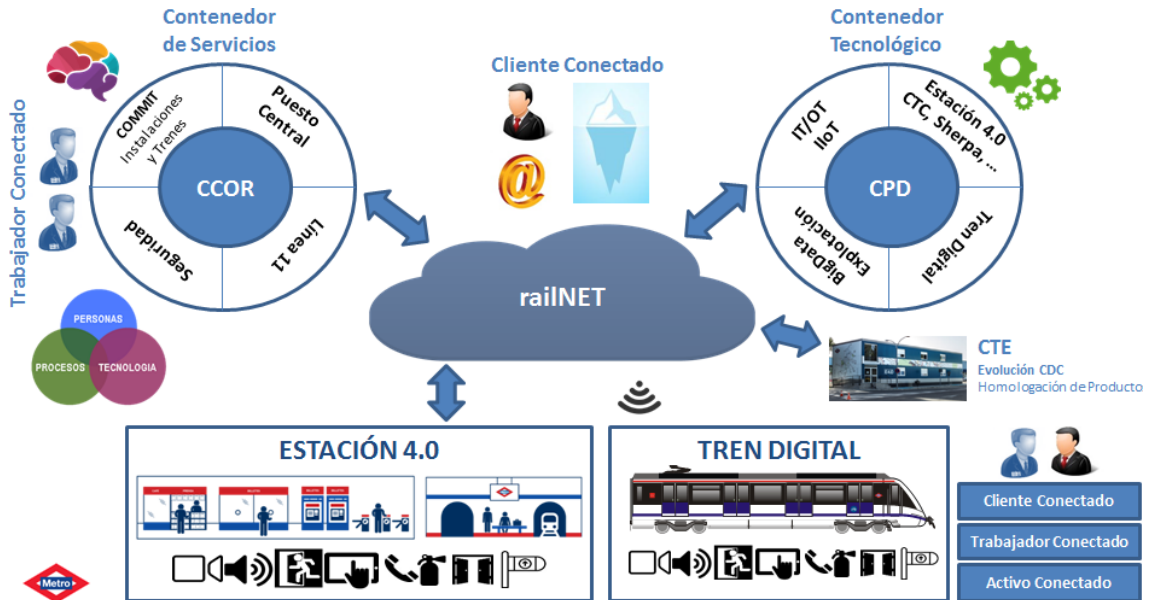 Contenedor
de Servicios
Contenedor
Tecnológico
Cliente Conectado
Trabajador Conectado
COMMIT
Instalaciones
y Trenes
Puesto
Central
CCOR
Seguridad
Línea 11
@
IT/OT
IIoT
Estación 4.0
CTC, Sherpa, ...
CPD
BigData
Explotación
Tren Digital
railNET
PERSONAS
PROCESOS
TECNOLOGIA
CTE
Evolución CDC
Homologación de Producto
ESTACIÓN 4.0
TREN DIGITAL
Cliente Conectado
Trabajador Conectado
Activo Conectado
Metro